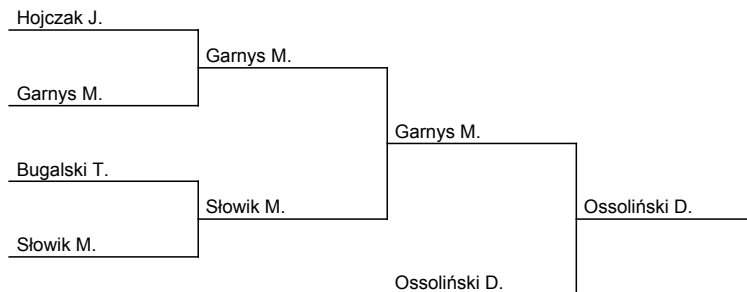 Hojczak J.
Garnys M.
Garnys M.
Garnys M.
Bugalski T.
Słowik M.
Ossoliński D.
Słowik M.
Ossoliński D.